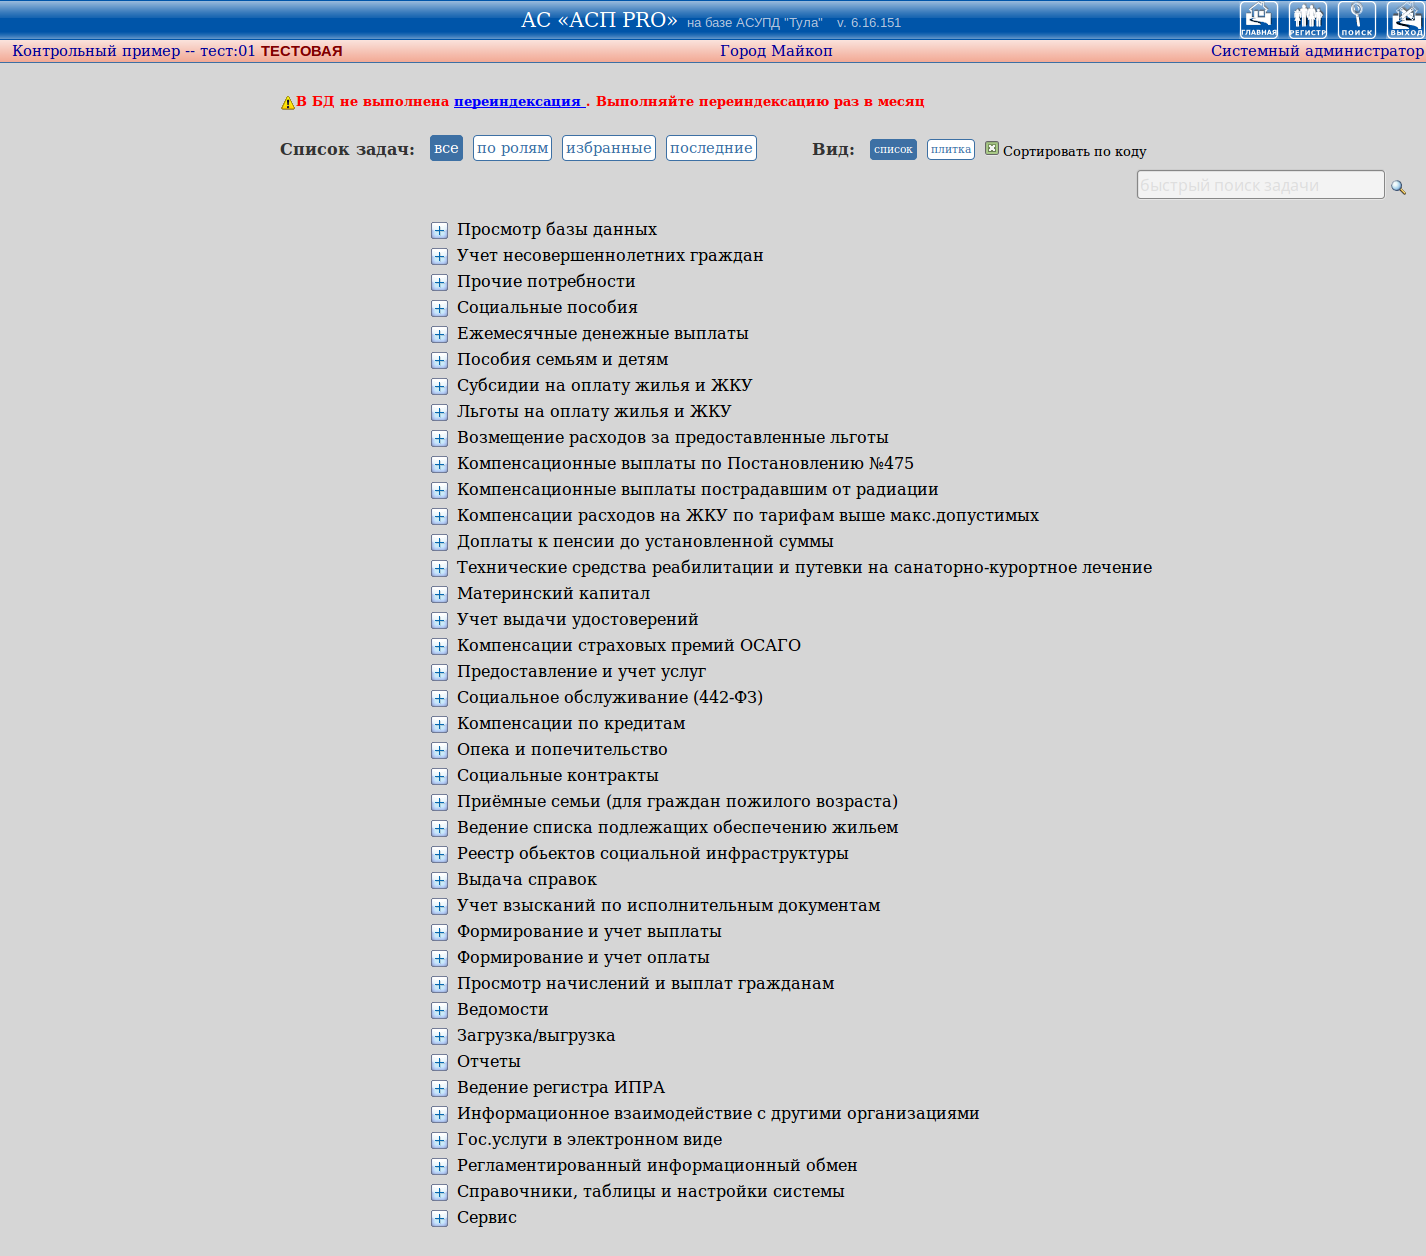 АС «АСП PRO» на базе АСУПД "Тула" v. 6.16.151
ГЛАВНАЯ РЕГИСТР ПОИСК ВЫХОД
Контрольный пример -- тест:01 ТЕСТОВАЯ Город Майкоп Системный администратор
В БД не выполнена переиндексация . Выполняйте переиндексацию раз в месяц
Список задач: все по ролям избранные последние Вид: список плитка Сортировать по коду
быстрый поиск задачи
Просмотр базы данных
Учет несовершеннолетних граждан
Прочие потребности
Социальные пособия
Ежемесячные денежные выплаты
Пособия семьям и детям
Субсидии на оплату жилья и ЖКУ
Льготы на оплату жилья и ЖКУ
Возмещение расходов за предоставленные льготы
Компенсационные выплаты по Постановлению №475
Компенсационные выплаты пострадавшим от радиации
Компенсации расходов на ЖКУ по тарифам выше макс.допустимых
Доплаты к пенсии до установленной суммы
Технические средства реабилитации и путевки на санаторно-курортное лечение
Материнский капитал
Учет выдачи удостоверений
Компенсации страховых премий ОСАГО
Предоставление и учет услуг
Социальное обслуживание (442-ФЗ)
Компенсации по кредитам
Опека и попечительство
Социальные контракты
Приёмные семьи (для граждан пожилого возраста)
Ведение списка подлежащих обеспечению жильем
Реестр обьектов социальной инфраструктуры
Выдача справок
Учет взысканий по исполнительным документам
Формирование и учет выплаты
Формирование и учет оплаты
Просмотр начислений и выплат гражданам
Ведомости
Загрузка/выгрузка
Отчеты
Ведение регистра ИПРА
Информационное взаимодействие с другими организациями
Гос.услуги в электронном виде
Регламентированный информационный обмен
Справочники, таблицы и настройки системы
Сервис